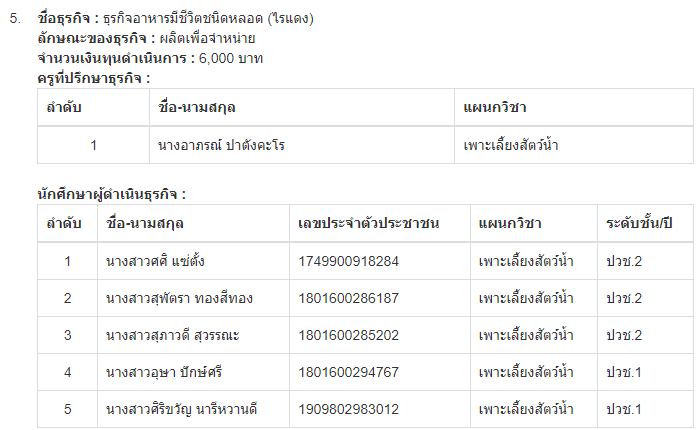 5. ชื่อธุรกิจ : ธุรกิจอาหารมีชีวิตชนิดหลอด (ไรแดง)
ลักษณะของธุรกิจ : ผลิตเพื่อจำหน่าย
จำนวนเงินทุนดำเนินการ : 6,000 บาท
ครูที่ปรึกษาธุรกิจ :
ลำดับ ชื่อ-นามสกุล แผนกวิชา
1 นางอาภรณ์ ปาตังคะโร เพาะเลี้ยงสัตว์น้ำ
นักศึกษาผู้ดำเนินธุรกิจ :
ลำดับ ชื่อ-นามสกุล เลขประจำตัวประชาชน แผนกวิชา ระดับชั้น/ปี
1 นางสาวศศิ แซ่ตั้ง 1749900918284 เพาะเลี้ยงสัตว์น้ำ ปวช.2
2 นางสาวสุพัตรา ทองสีทอง 1801600286187 เพาะเลี้ยงสัตว์น้ำ ปวช.2
3 นางสาวสุภาวดี สุวรรณะ 1801600285202 เพาะเลี้ยงสัตว์น้ำ ปวช.2
4 นางสาวอุษา ปักษ์ศรี 1801600294767 เพาะเลี้ยงสัตว์น้ำ ปวช.1
5 นางสาวศิริขวัญ นารีหวานดี 1909802983012 เพาะเลี้ยงสัตว์น้ำ ปวช.1